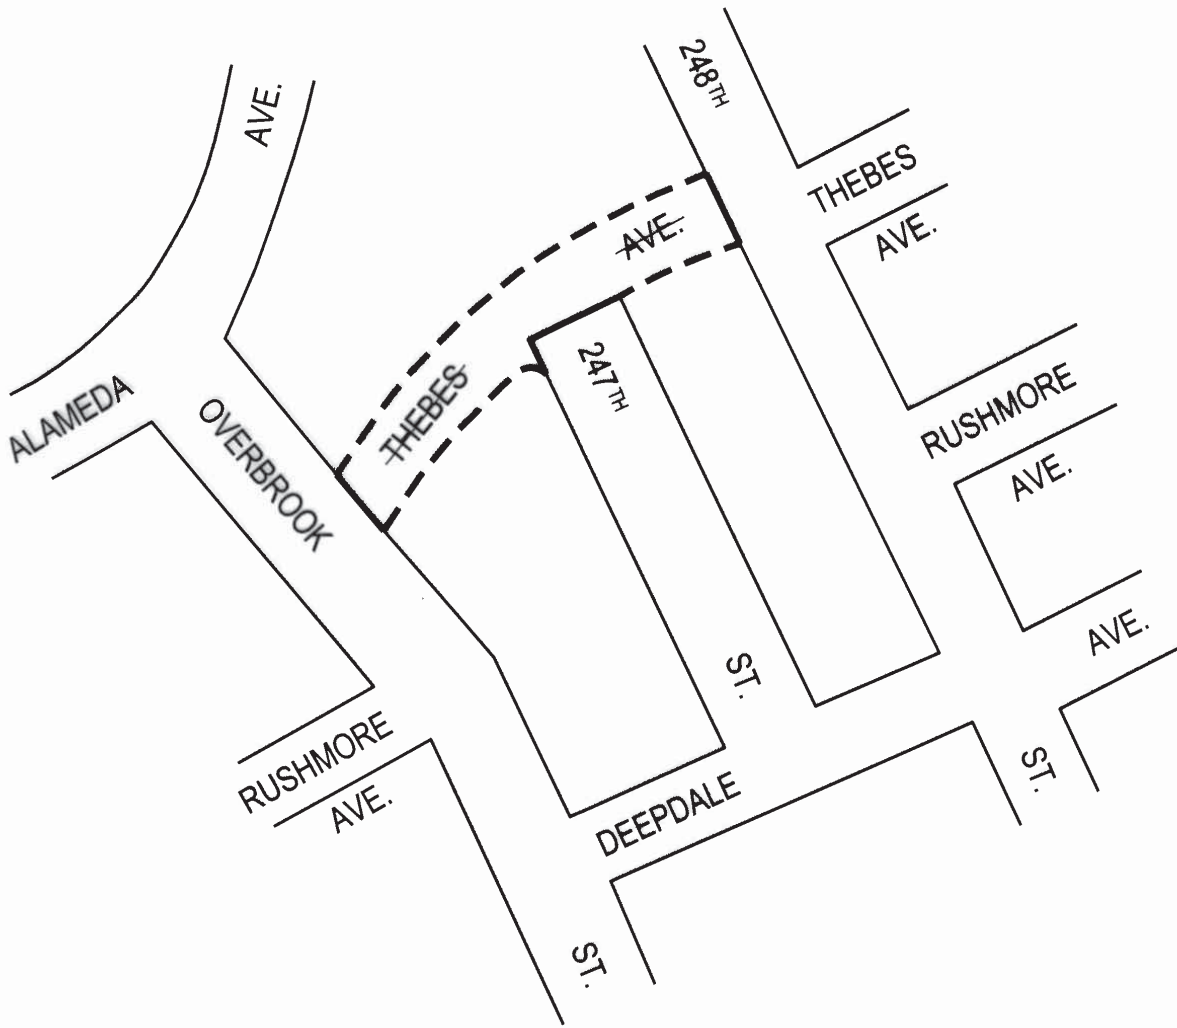 248TH
AVE.
THEBES
AVE.
AVE.
THEBES
247TH
ALAMEDA
OVERBROOK
RUSHMORE
AVE.
AVE.
ST.
RUSHMORE
AVE.
DEEPDALE
ST.
ST.